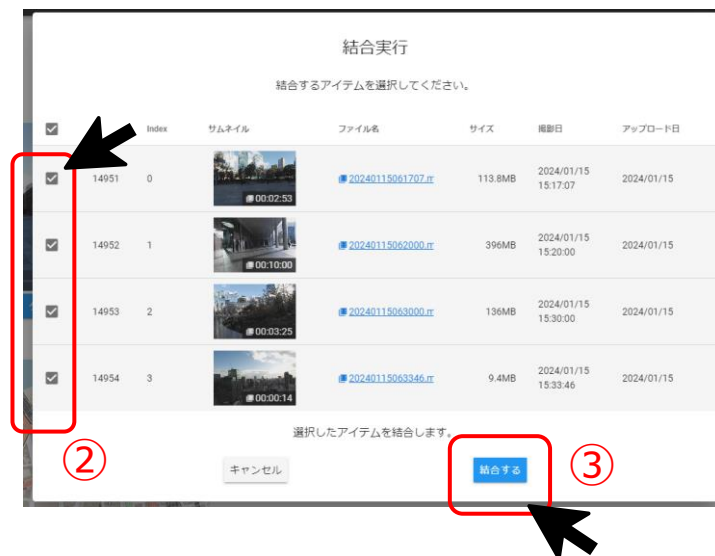 結合実行
結合するアイテムを選択してください。
Index サムネイル ファイル名 サイズ 撮影日 アップロード日
14951 0 00:02:53 20240115061707.m 113.8MB 2024/01/15 15:17:07 2024/01/15
14952 1 00:10:00 20240115062000.m 396MB 2024/01/15 15:20:00 2024/01/15
14953 2 00:03:25 20240115063000.m 136MB 2024/01/15 15:30:00 2024/01/15
14954 3 00:00:14 20240115063346.m 9.4MB 2024/01/15 15:33:46 2024/01/15
選択したアイテムを結合します。
② キャンセル 結合する ③